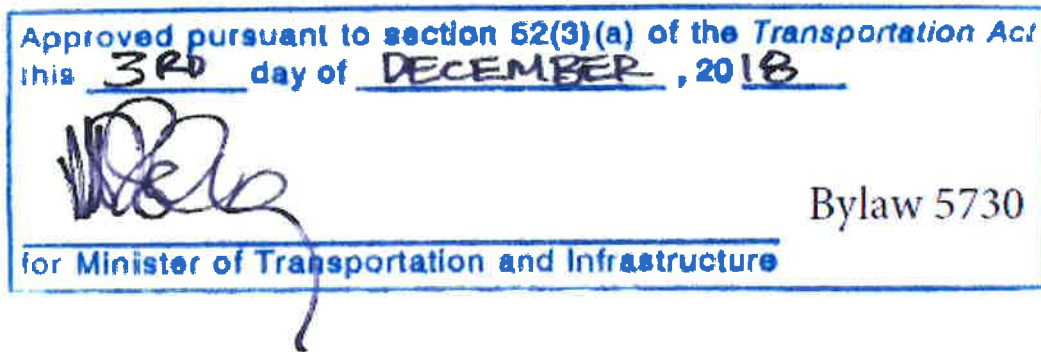 Approved pursuant to section 52(3)(a) of the Transportation Act
this 3RD day of DECEMBER, 2018
Bylaw 5730
for Minister of Transportation and Infrastructure